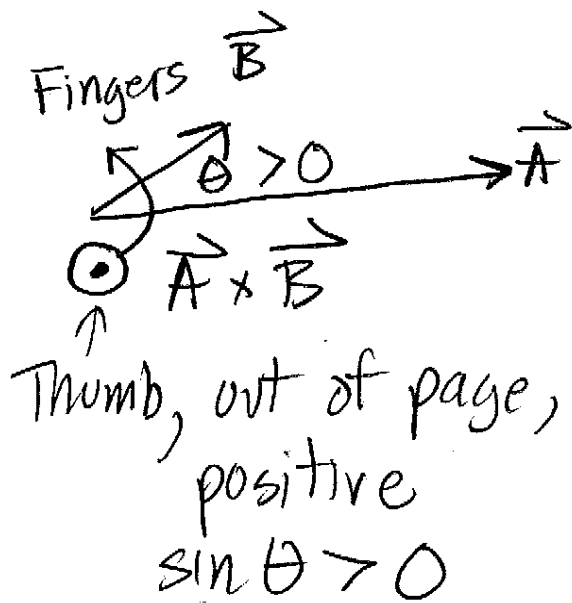 Fingers B⃗
θ > 0 A⃗
A⃗ × B⃗
Thumb, out of page,
positive
sin θ > 0